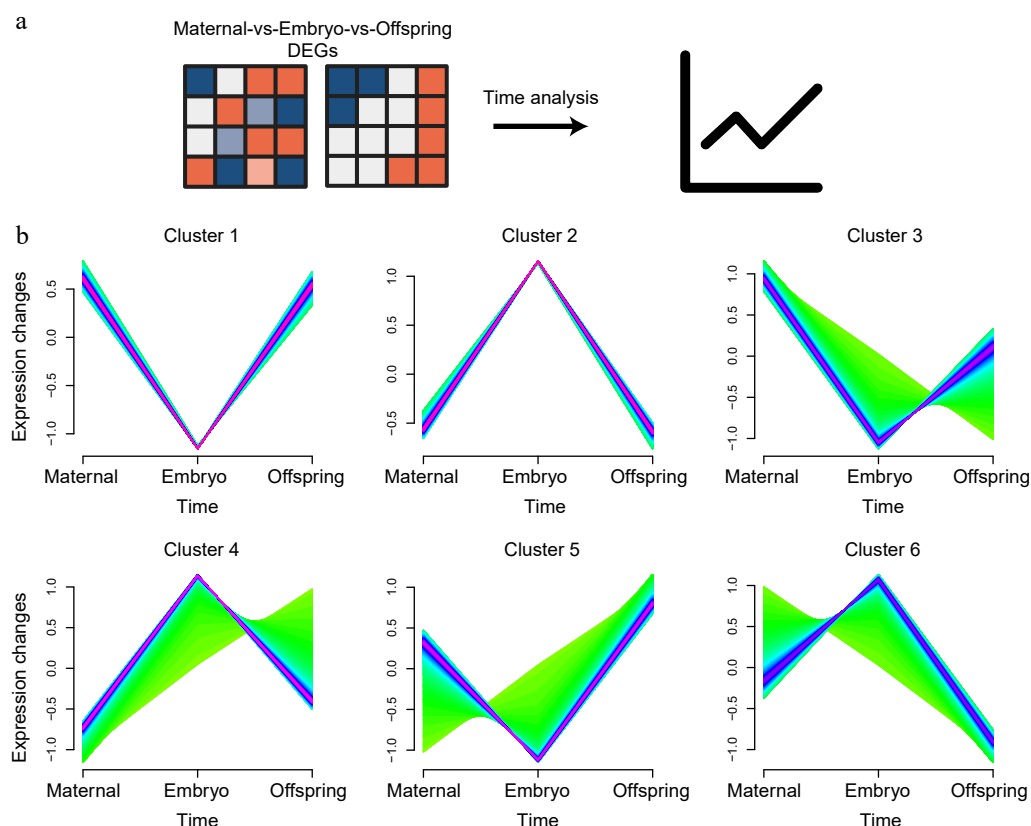 a
Maternal-vs-Embryo-vs-Offspring
DEGs
Time analysis
b
Cluster 1
Cluster 2
Cluster 3
Expression changes
0.5
0.0
−0.5
−1.0
1.0
0.5
0.0
−0.5
1.0
0.5
0.0
−0.5
−1.0
Maternal Embryo Offspring
Maternal Embryo Offspring
Maternal Embryo Offspring
Time
Time
Time
Cluster 4
Cluster 5
Cluster 6
Expression changes
1.0
0.5
0.0
−0.5
−1.0
1.0
0.5
0.0
−0.5
−1.0
1.0
0.5
0.0
−0.5
−1.0
Maternal Embryo Offspring
Maternal Embryo Offspring
Maternal Embryo Offspring
Time
Time
Time